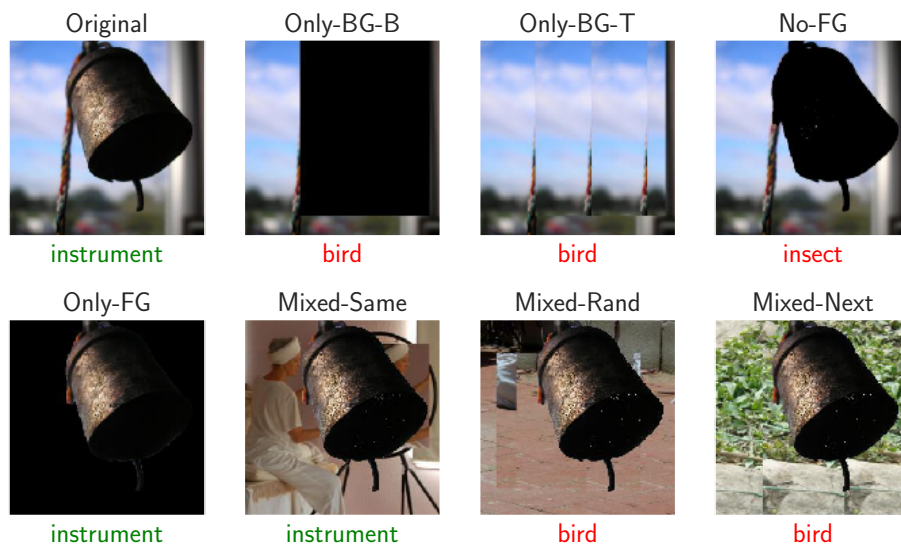 Original
Only-BG-B
Only-BG-T
No-FG
instrument
bird
bird
insect
Only-FG
Mixed-Same
Mixed-Rand
Mixed-Next
instrument
instrument
bird
bird